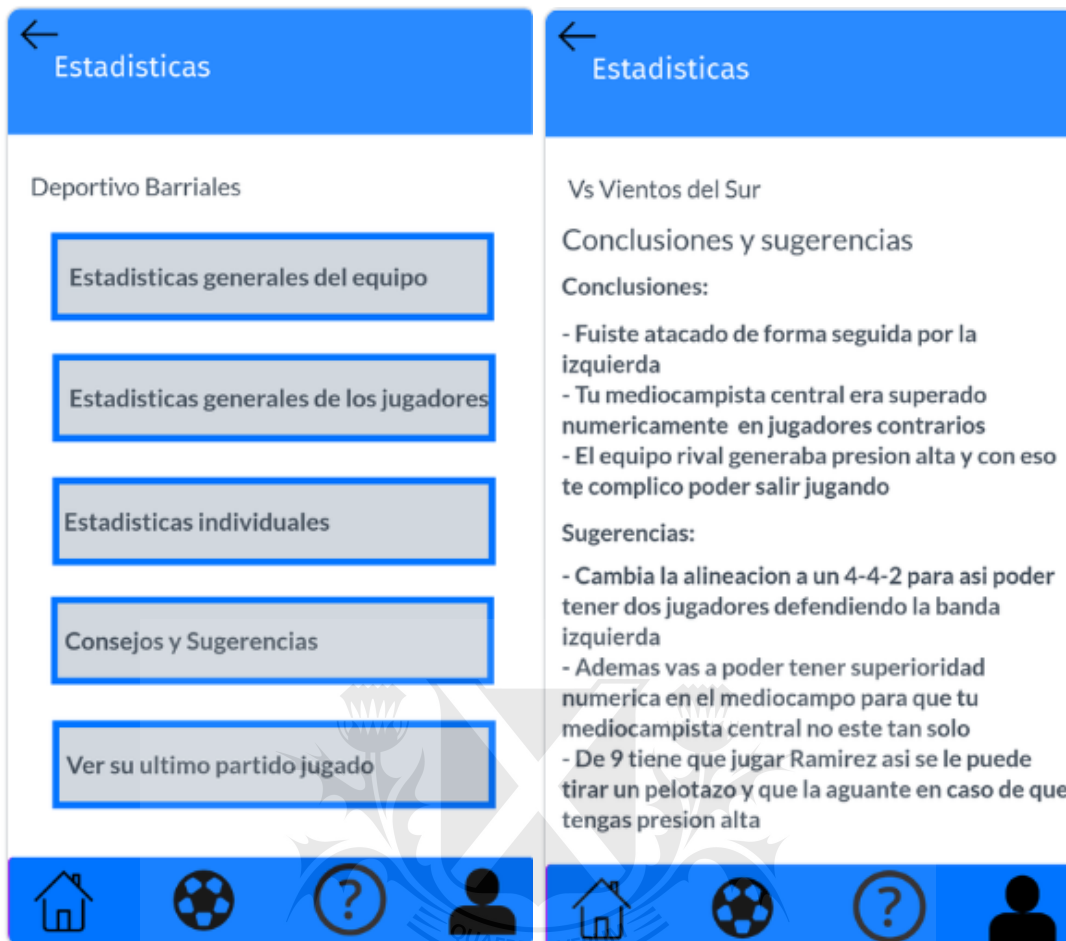 Estadisticas
Deportivo Barriales
Estadisticas generales del equipo
Estadisticas generales de los jugadores
Estadisticas individuales
Consejos y Sugerencias
Ver su ultimo partido jugado
?
Estadisticas
Vs Vientos del Sur
Conclusiones y sugerencias
Conclusiones:
- Fuiste atacado de forma seguida por la
izquierda
- Tu mediocampista central era superado
numericamente en jugadores contrarios
- El equipo rival generaba presion alta y con eso
te complico poder salir jugando
Sugerencias:
- Cambia la alineacion a un 4-4-2 para asi poder
tener dos jugadores defendiendo la banda
izquierda
- Ademas vas a poder tener superioridad
numerica en el mediocampo para que tu
mediocampista central no este tan solo
- De 9 tiene que jugar Ramirez asi se le puede
tirar un pelotazo y que la aguante en caso de que
tengas presion alta
?